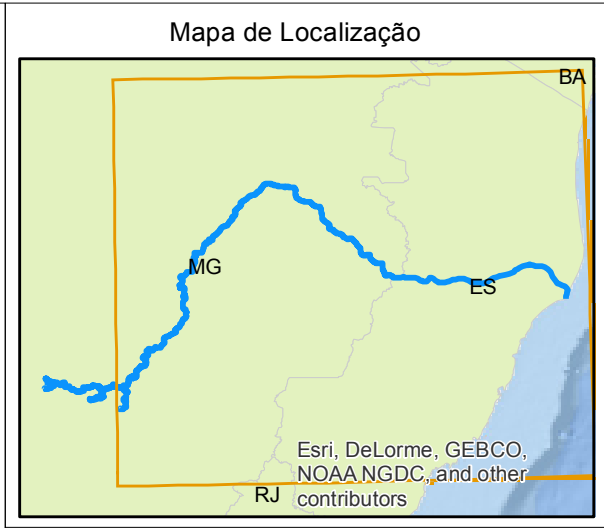 Mapa de Localização
BA
MG
ES
Esri, DeLorme, GEBCO,
NOAA NGDC, and other
contributors
RJ